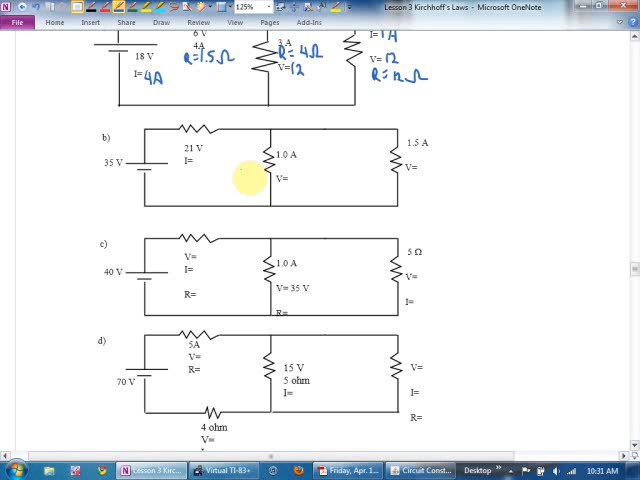 Lesson 3 Kirchhoff's Laws - Microsoft OneNote
125%
File
Home
Insert
Share
Draw
Review
View
Add-Ins
18 V
I= 4A
6 V
4A
R=1.5Ω
3 A
R= 4Ω
V=12
I= 1A
V= 12
R= 12 Ω
b)
35 V
21 V
I=
1.0 A
V=
1.5 A
V=
c)
40 V
V=
I=
R=
1.0 A
V= 35 V
R=
5 Ω
V=
I=
d)
70 V
5A
V=
R=
15 V
5 ohm
I=
V=
I=
R=
4 ohm
V=
Lesson 3 Kirc...
Virtual TI-83+
Friday, Apr. 1...
Circuit Const...
Desktop
10:31 AM